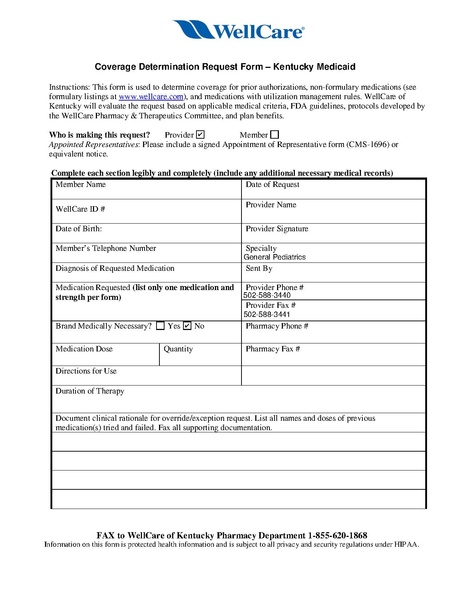 WellCare®
Coverage Determination Request Form – Kentucky Medicaid
Instructions: This form is used to determine coverage for prior authorizations, non-formulary medications (see
formulary listings at www.wellcare.com), and medications with utilization management rules. WellCare of
Kentucky will evaluate the request based on applicable medical criteria, FDA guidelines, protocols developed by
the WellCare Pharmacy & Therapeutics Committee, and plan benefits.
Who is making this request? Provider ☑ Member ☐
Appointed Representatives: Please include a signed Appointment of Representative form (CMS-1696) or
equivalent notice.
Complete each section legibly and completely (include any additional necessary medical records)
Member Name Date of Request
WellCare ID # Provider Name
Date of Birth: Provider Signature
Member's Telephone Number Specialty
General Pediatrics
Diagnosis of Requested Medication Sent By
Medication Requested (list only one medication and Provider Phone #
strength per form) 502-588-3440
Provider Fax #
502-588-3441
Brand Medically Necessary? ☐ Yes ☑ No Pharmacy Phone #
Medication Dose Quantity Pharmacy Fax #
Directions for Use
Duration of Therapy
Document clinical rationale for override/exception request. List all names and doses of previous
medication(s) tried and failed. Fax all supporting documentation.
FAX to WellCare of Kentucky Pharmacy Department 1-855-620-1868
Information on this form is protected health information and is subject to all privacy and security regulations under HIPAA.